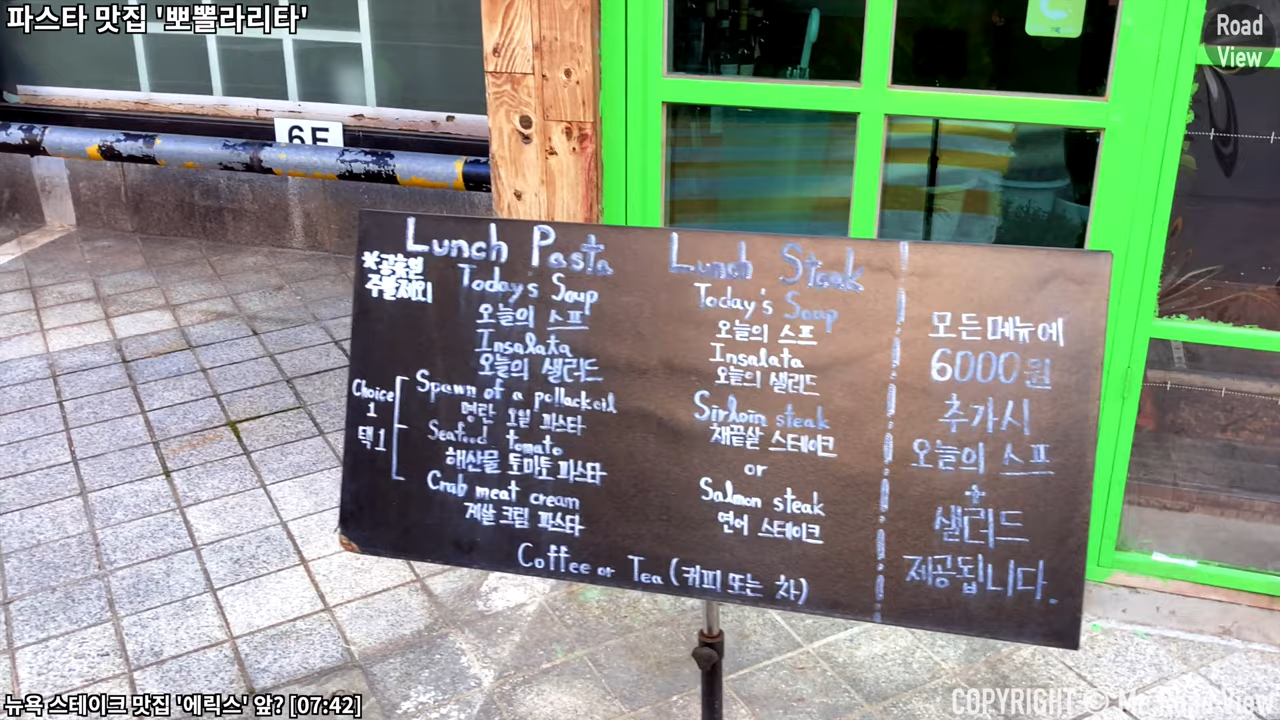 파스타 맛집 '뽀뽈라리타'
Road
View
6F
Lunch Pasta
※공휴일
주말제외
Today's Soup
오늘의 스프
Insalata
오늘의 샐러드
Choice
1
택1
Spawn of a pollack oil
명란 오일 파스타
Seafood tomato
해산물 토마토 파스타
Crab meat cream
게살 크림 파스타
Lunch Steak
Today's Soup
오늘의 스프
Insalata
오늘의 샐러드
Sirloin steak
채끝살 스테이크
or
Salmon steak
연어 스테이크
Coffee or Tea (커피 또는 차)
모든 메뉴에
6000원
추가시
오늘의 스프
+
샐러드
제공됩니다.
뉴욕 스테이크 맛집 '에릭스' 앞? [07:42]
COPYRIGHT © Mr. Road View